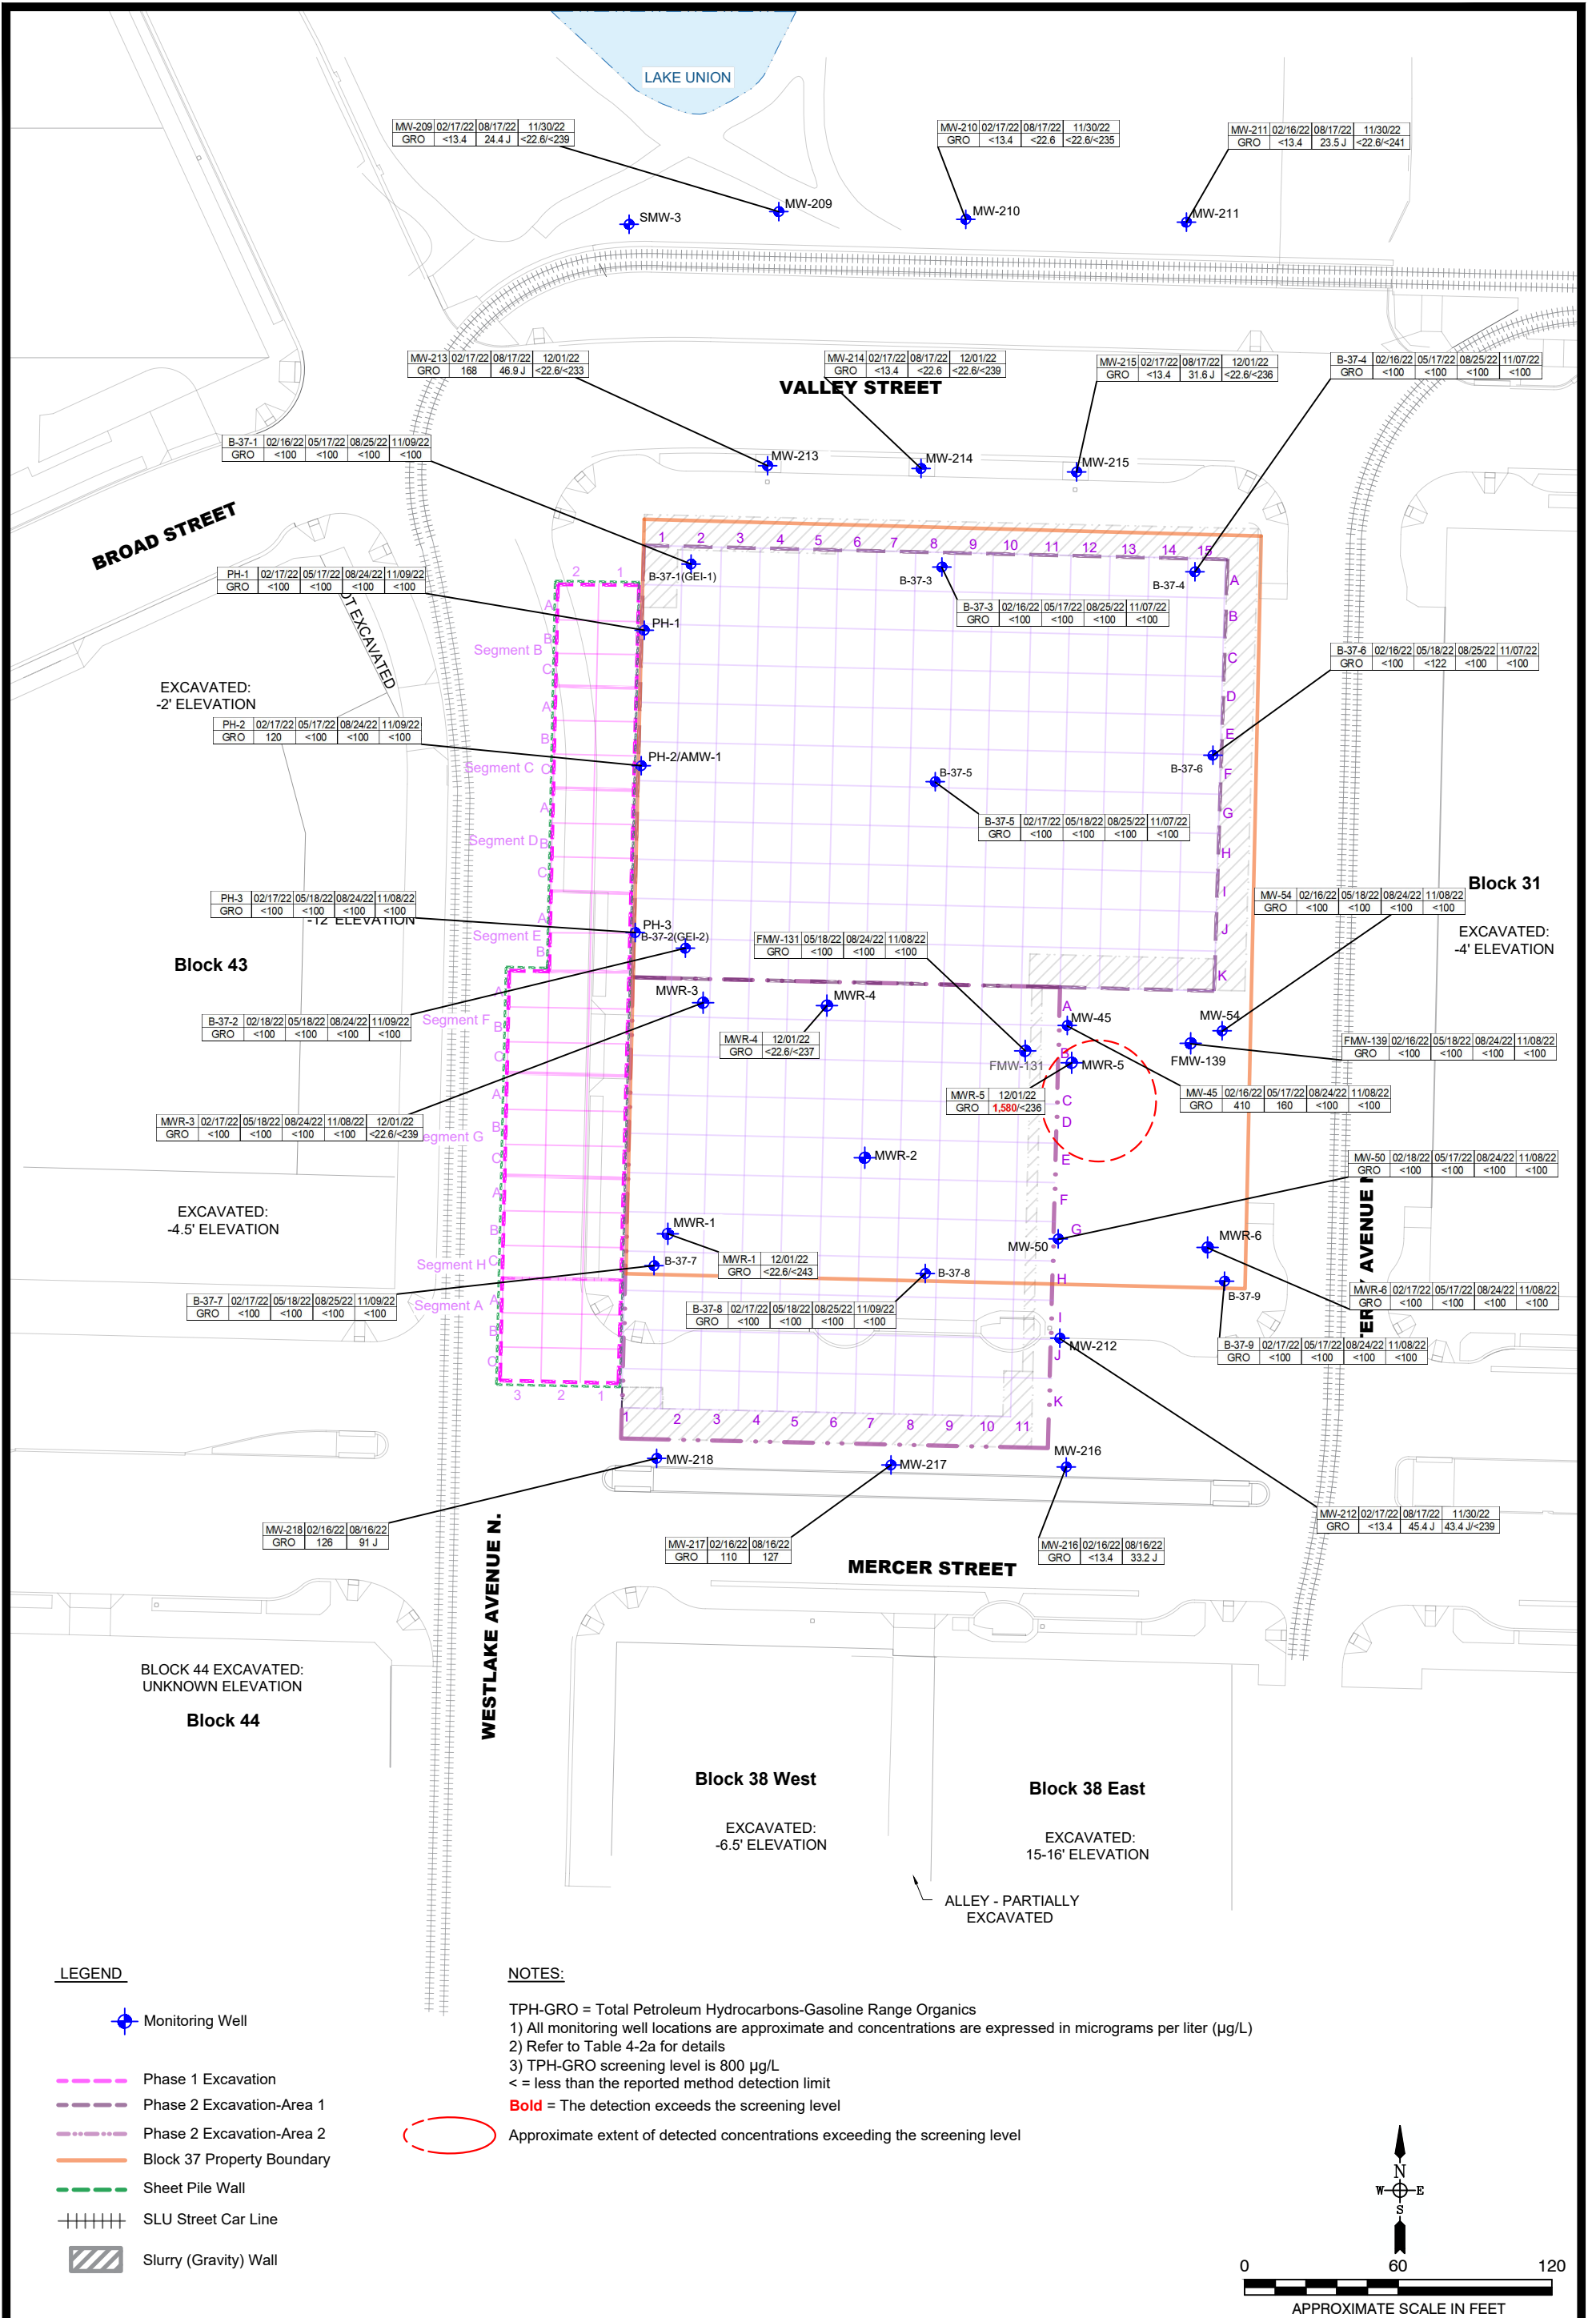 LAKE UNION
MW-209 02/17/22 08/17/22 11/30/22
GRO <13.4 24.4 J <22.6/<239
MW-210 02/17/22 08/17/22 11/30/22
GRO <13.4 <22.6 <22.6/<235
MW-211 02/16/22 08/17/22 11/30/22
GRO <13.4 23.5 J <22.6/<241
SMW-3
MW-209
MW-210
MW-211
MW-213 02/17/22 08/17/22 12/01/22
GRO 168 46.9 J <22.6/<233
MW-214 02/17/22 08/17/22 12/01/22
GRO <13.4 <22.6 <22.6/<239
MW-215 02/17/22 08/17/22 12/01/22
GRO <13.4 31.6 J <22.6/<236
B-37-4 02/16/22 05/17/22 08/25/22 11/07/22
GRO <100 <100 <100 <100
VALLEY STREET
B-37-1 02/16/22 05/17/22 08/25/22 11/09/22
GRO <100 <100 <100 <100
MW-213
MW-214
MW-215
BROAD STREET
1 2 3 4 5 6 7 8 9 10 11 12 13 14 15
B-37-1(GEI-1)
B-37-3
B-37-4
PH-1 02/17/22 05/17/22 08/24/22 11/09/22
GRO <100 <100 <100 <100
OT EXCAVATED
2 1
A
B
C
D
E
F
G
H
I
J
K
B-37-3 02/16/22 05/17/22 08/25/22 11/07/22
GRO <100 <100 <100 <100
PH-1
A
B
C
Segment B
B-37-6 02/16/22 05/18/22 08/25/22 11/07/22
GRO <100 <122 <100 <100
EXCAVATED:
-2' ELEVATION
PH-2 02/17/22 05/17/22 08/24/22 11/09/22
GRO 120 <100 <100 <100
A
B
C
Segment C
PH-2/AMW-1
B-37-5
B-37-6
B-37-5 02/17/22 05/18/22 08/25/22 11/07/22
GRO <100 <100 <100 <100
A
B
C
Segment D
Block 31
EXCAVATED:
-4' ELEVATION
MW-54 02/16/22 05/18/22 08/24/22 11/08/22
GRO <100 <100 <100 <100
PH-3 02/17/22 05/18/22 08/24/22 11/08/22
GRO <100 <100 <100 <100
-12' ELEVATION
A
B
Segment E
PH-3
B-37-2(GEI-2)
FMW-131 05/18/22 08/24/22 11/08/22
GRO <100 <100 <100
Block 43
B-37-2 02/18/22 05/18/22 08/24/22 11/09/22
GRO <100 <100 <100 <100
A
B
C
Segment F
MWR-3
MWR-4
MWR-4 12/01/22
GRO <22.6/<237
MW-45
MW-54
FMW-131
MWR-5
FMW-139
FMW-139 02/16/22 05/18/22 08/24/22 11/08/22
GRO <100 <100 <100 <100
MWR-5 12/01/22
GRO 1,580/<236
MW-45 02/16/22 05/17/22 08/24/22 11/08/22
GRO 410 160 <100 <100
MWR-3 02/17/22 05/18/22 08/24/22 11/08/22 12/01/22
GRO <100 <100 <100 <100 <22.6/<239
A
B
C
egment G
MWR-2
A
B
C
D
E
F
G
H
I
J
K
MW-50 02/18/22 05/17/22 08/24/22 11/08/22
GRO <100 <100 <100 <100
EXCAVATED:
-4.5' ELEVATION
A
B
C
Segment H
MWR-1
MW-50
MWR-6
B-37-7
MWR-1 12/01/22
GRO <22.6/<243
B-37-8
B-37-9
TERRY AVENUE N
B-37-7 02/17/22 05/18/22 08/25/22 11/09/22
GRO <100 <100 <100 <100
Segment A
A
B
C
B-37-8 02/17/22 05/18/22 08/25/22 11/09/22
GRO <100 <100 <100 <100
MWR-6 02/17/22 05/17/22 08/24/22 11/08/22
GRO <100 <100 <100 <100
MW-212
B-37-9 02/17/22 05/17/22 08/24/22 11/08/22
GRO <100 <100 <100 <100
3 2 1
1 2 3 4 5 6 7 8 9 10 11
MW-218
MW-217
MW-216
MW-212 02/17/22 08/17/22 11/30/22
GRO <13.4 45.4 J 43.4 J/<239
MW-218 02/16/22 08/16/22
GRO 126 91 J
MW-217 02/16/22 08/16/22
GRO 110 127
MW-216 02/16/22 08/16/22
GRO <13.4 33.2 J
WESTLAKE AVENUE N.
MERCER STREET
BLOCK 44 EXCAVATED:
UNKNOWN ELEVATION
Block 44
Block 38 West
EXCAVATED:
-6.5' ELEVATION
Block 38 East
EXCAVATED:
15-16' ELEVATION
ALLEY - PARTIALLY
EXCAVATED
LEGEND
Monitoring Well
Phase 1 Excavation
Phase 2 Excavation-Area 1
Phase 2 Excavation-Area 2
Block 37 Property Boundary
Sheet Pile Wall
SLU Street Car Line
Slurry (Gravity) Wall
NOTES:
TPH-GRO = Total Petroleum Hydrocarbons-Gasoline Range Organics
1) All monitoring well locations are approximate and concentrations are expressed in micrograms per liter (µg/L)
2) Refer to Table 4-2a for details
3) TPH-GRO screening level is 800 µg/L
< = less than the reported method detection limit
Bold = The detection exceeds the screening level
Approximate extent of detected concentrations exceeding the screening level
N
W E
S
0 60 120
APPROXIMATE SCALE IN FEET